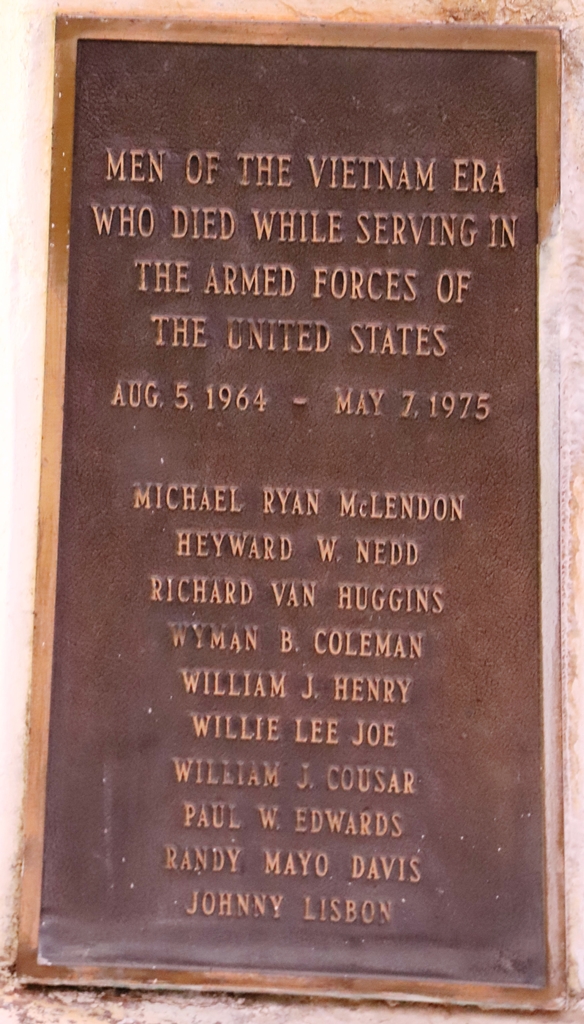 MEN OF THE VIETNAM ERA
WHO DIED WHILE SERVING IN
THE ARMED FORCES OF
THE UNITED STATES
AUG. 5, 1964 - MAY 7, 1975
MICHAEL RYAN McLENDON
HEYWARD W. NEDD
RICHARD VAN HUGGINS
WYMAN B. COLEMAN
WILLIAM J. HENRY
WILLIE LEE JOE
WILLIAM J. COUSAR
PAUL W. EDWARDS
RANDY MAYO DAVIS
JOHNNY LISBON